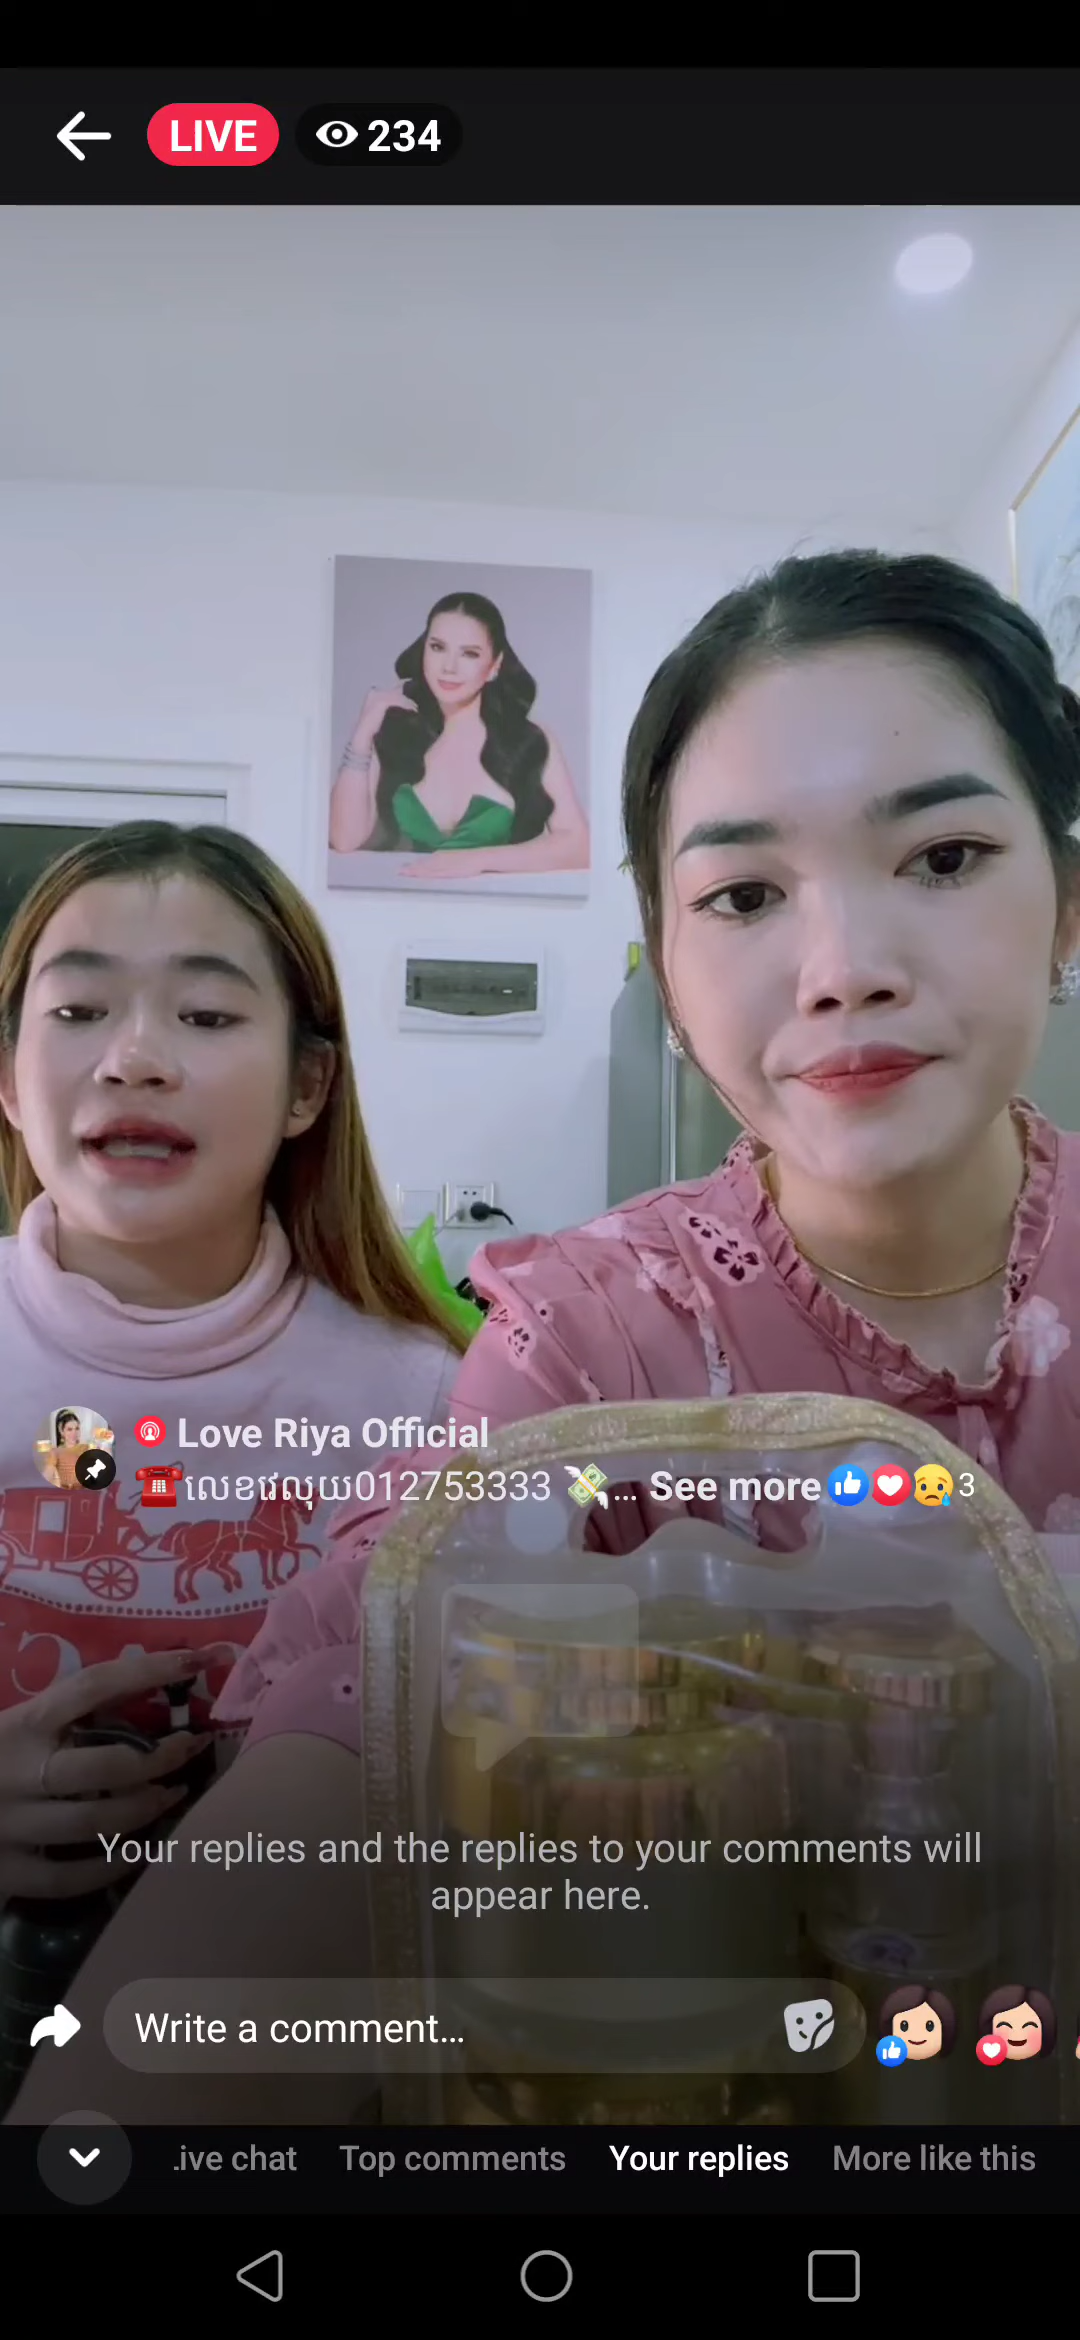 LIVE 234
Love Riya Official
☎️លេខវេលុយ012753333 💸... See more 3
Your replies and the replies to your comments will
appear here.
Write a comment...
.ive chat Top comments Your replies More like this